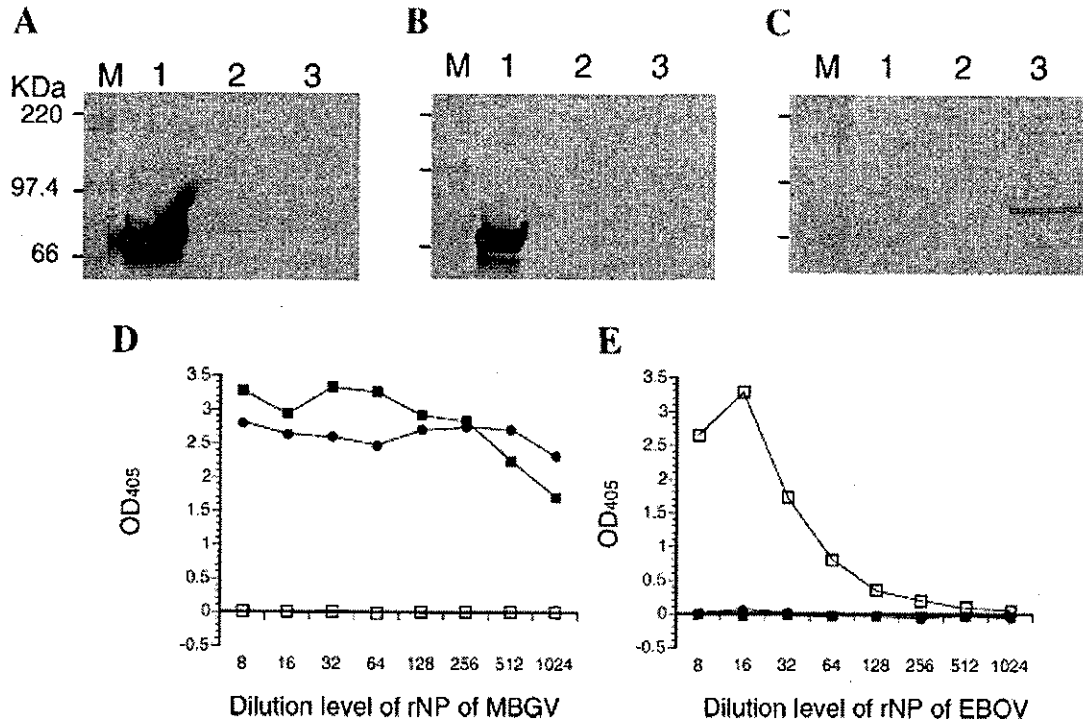 A
B
C
M 1 2 3
M 1 2 3
M 1 2 3
KDa
220
97.4
66
D
E
3.5
3
2.5
2
1.5
1
0.5
0
-0.5
OD405
8 16 32 64 128 256 512 1024
Dilution level of rNP of MBGV
3.5
3
2.5
2
1.5
1
0.5
0
-0.5
OD405
8 16 32 64 128 256 512 1024
Dilution level of rNP of EBOV